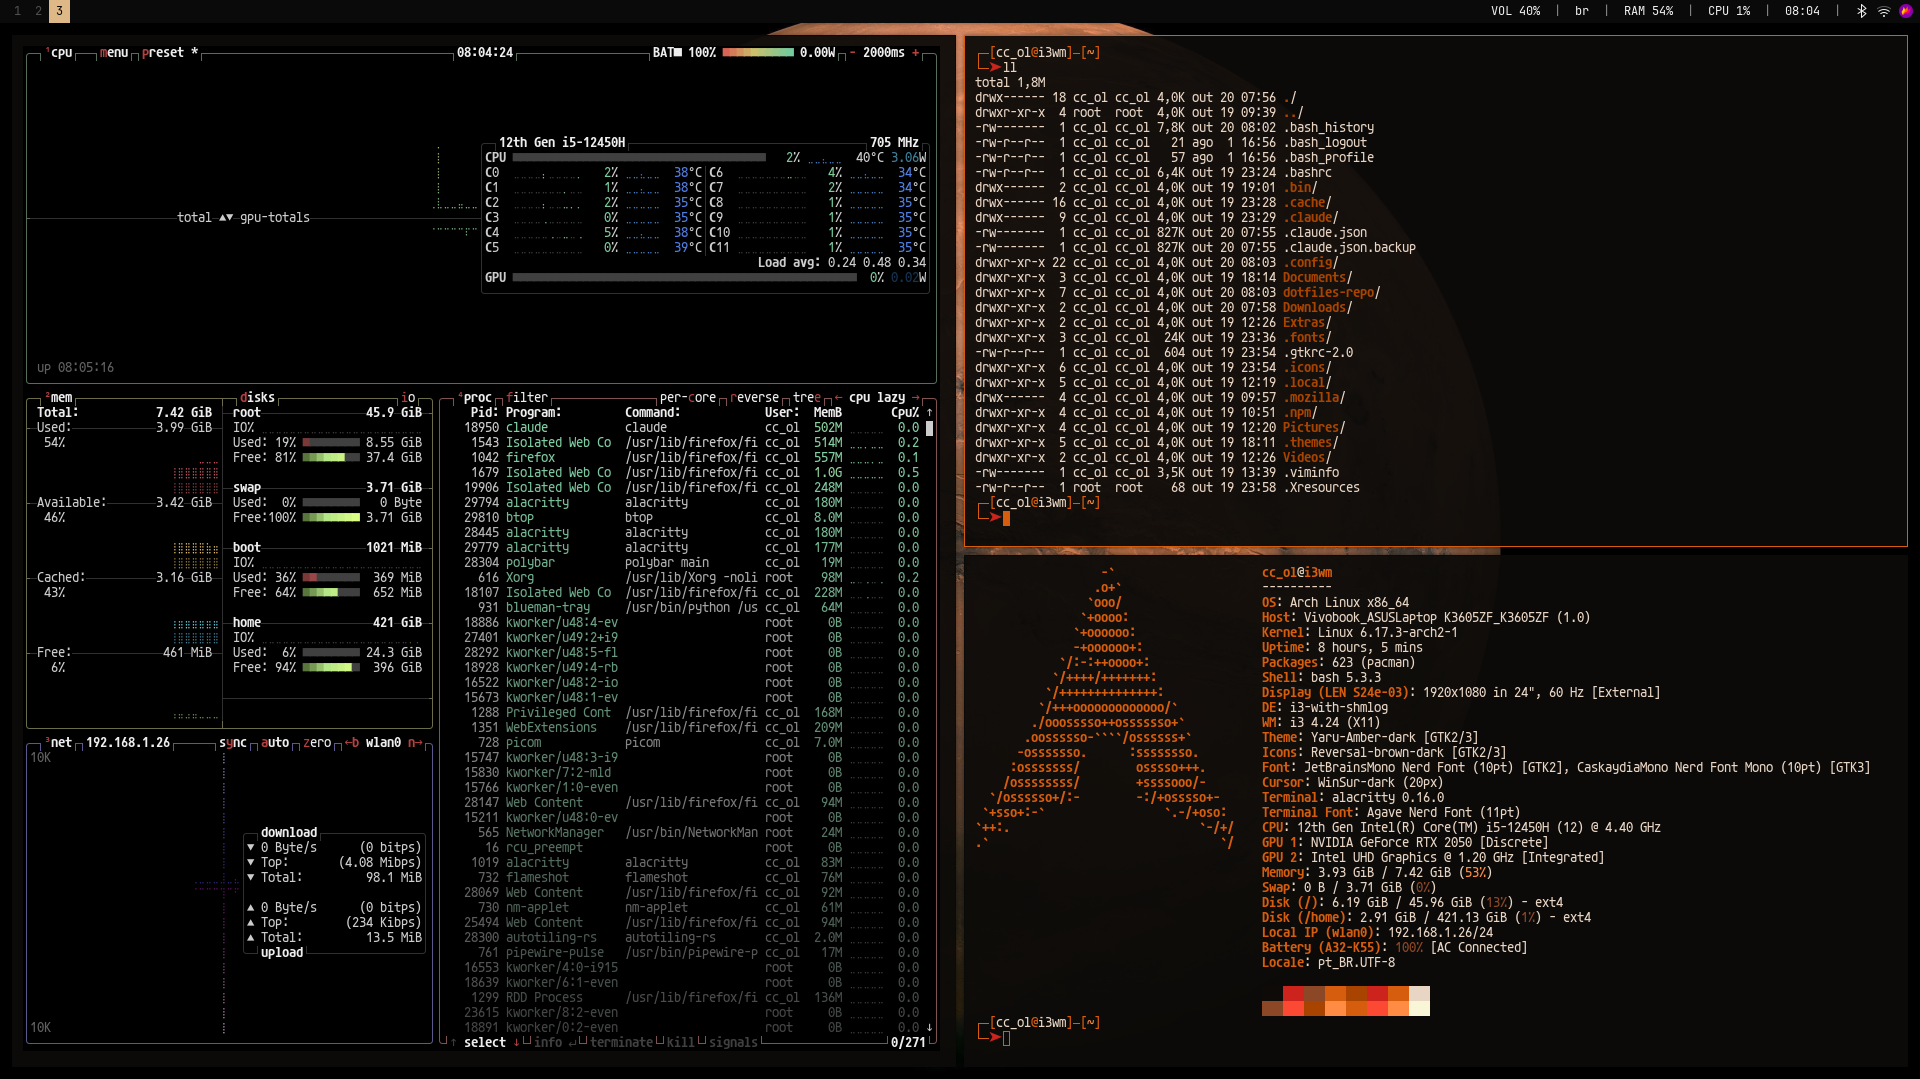 1 2 3
VOL 40% | br | RAM 54% | CPU 1% | 08:04 |
¹cpu menu preset * 08:04:24 BAT■ 100% 0.00W - 2000ms +
12th Gen i5-12450H 705 MHz
CPU 2% 40°C 3.06W
C0 2% 38°C C6 4% 34°C
C1 1% 38°C C7 2% 34°C
C2 2% 35°C C8 1% 35°C
total ▲▼ gpu-totals
C3 0% 35°C C9 1% 35°C
C4 5% 38°C C10 1% 35°C
C5 0% 39°C C11 1% 35°C
Load avg: 0.24 0.48 0.34
GPU 0% 0.02W
up 08:05:16
²mem disks io
Total: 7.42 GiB
Used: 3.99 GiB
54%
Available: 3.42 GiB
46%
Cached: 3.16 GiB
43%
Free: 461 MiB
6%
root 45.9 GiB
IO%
Used: 19% 8.55 GiB
Free: 81% 37.4 GiB
swap 3.71 GiB
Used: 0% 0 Byte
Free:100% 3.71 GiB
boot 1021 MiB
IO%
Used: 36% 369 MiB
Free: 64% 652 MiB
home 421 GiB
IO%
Used: 6% 24.3 GiB
Free: 94% 396 GiB
³net 192.168.1.26 sync auto zero ←b wlan0 n→
10K
download
▼ 0 Byte/s (0 bitps)
▼ Top: (4.08 Mibps)
▼ Total: 98.1 MiB
▲ 0 Byte/s (0 bitps)
▲ Top: (234 Kibps)
▲ Total: 13.5 MiB
upload
10K
⁴proc filter per-core reverse tree ← cpu lazy →
Pid: Program: Command: User: MemB Cpu% ↑
18950 claude claude cc_ol 502M 0.0
1543 Isolated Web Co /usr/lib/firefox/fi cc_ol 514M 0.2
1042 firefox /usr/lib/firefox/fi cc_ol 557M 0.1
1679 Isolated Web Co /usr/lib/firefox/fi cc_ol 1.0G 0.5
19906 Isolated Web Co /usr/lib/firefox/fi cc_ol 248M 0.0
29794 alacritty alacritty cc_ol 180M 0.0
29810 btop btop cc_ol 8.0M 0.0
28445 alacritty alacritty cc_ol 180M 0.0
29779 alacritty alacritty cc_ol 177M 0.0
28304 polybar polybar main cc_ol 19M 0.0
616 Xorg /usr/lib/Xorg -noli root 98M 0.2
18107 Isolated Web Co /usr/lib/firefox/fi cc_ol 228M 0.0
931 blueman-tray /usr/bin/python /us cc_ol 64M 0.0
18886 kworker/u48:4-ev root 0B 0.0
27401 kworker/u49:2+i9 root 0B 0.0
28292 kworker/u48:5-fl root 0B 0.0
18928 kworker/u49:4-rb root 0B 0.0
16522 kworker/u48:2-io root 0B 0.0
15673 kworker/u48:1-ev root 0B 0.0
1288 Privileged Cont /usr/lib/firefox/fi cc_ol 168M 0.0
1351 WebExtensions /usr/lib/firefox/fi cc_ol 209M 0.0
728 picom picom cc_ol 7.0M 0.0
15747 kworker/u48:3-i9 root 0B 0.0
15830 kworker/7:2-mld root 0B 0.0
15766 kworker/1:0-even root 0B 0.0
28147 Web Content /usr/lib/firefox/fi cc_ol 94M 0.0
15211 kworker/u48:0-ev root 0B 0.0
565 NetworkManager /usr/bin/NetworkMan root 24M 0.0
16 rcu_preempt root 0B 0.0
1019 alacritty alacritty cc_ol 83M 0.0
732 flameshot flameshot cc_ol 76M 0.0
28069 Web Content /usr/lib/firefox/fi cc_ol 92M 0.0
730 nm-applet nm-applet cc_ol 61M 0.0
25494 Web Content /usr/lib/firefox/fi cc_ol 94M 0.0
28300 autotiling-rs autotiling-rs cc_ol 2.0M 0.0
761 pipewire-pulse /usr/bin/pipewire-p cc_ol 17M 0.0
16553 kworker/4:0-i915 root 0B 0.0
18639 kworker/6:1-even root 0B 0.0
1299 RDD Process /usr/lib/firefox/fi cc_ol 136M 0.0
23615 kworker/8:2-even root 0B 0.0
18891 kworker/0:2-even root 0B 0.0 ↓
↑ select ↓ info ↵ terminate kill signals 0/271
[cc_ol@i3wm]-[~]
ll
total 1,8M
drwx------ 18 cc_ol cc_ol 4,0K out 20 07:56 ./
drwxr-xr-x 4 root root 4,0K out 19 09:39 ../
-rw------- 1 cc_ol cc_ol 7,8K out 20 08:02 .bash_history
-rw-r--r-- 1 cc_ol cc_ol 21 ago 1 16:56 .bash_logout
-rw-r--r-- 1 cc_ol cc_ol 57 ago 1 16:56 .bash_profile
-rw-r--r-- 1 cc_ol cc_ol 6,4K out 19 23:24 .bashrc
drwx------ 2 cc_ol cc_ol 4,0K out 19 19:01 .bin/
drwx------ 16 cc_ol cc_ol 4,0K out 19 23:28 .cache/
drwx------ 9 cc_ol cc_ol 4,0K out 19 23:29 .claude/
-rw------- 1 cc_ol cc_ol 827K out 20 07:55 .claude.json
-rw------- 1 cc_ol cc_ol 827K out 20 07:55 .claude.json.backup
drwxr-xr-x 22 cc_ol cc_ol 4,0K out 20 08:03 .config/
drwxr-xr-x 3 cc_ol cc_ol 4,0K out 19 18:14 Documents/
drwxr-xr-x 7 cc_ol cc_ol 4,0K out 20 08:03 dotfiles-repo/
drwxr-xr-x 2 cc_ol cc_ol 4,0K out 20 07:58 Downloads/
drwxr-xr-x 2 cc_ol cc_ol 4,0K out 19 12:26 Extras/
drwxr-xr-x 3 cc_ol cc_ol 24K out 19 23:36 .fonts/
-rw-r--r-- 1 cc_ol cc_ol 604 out 19 23:54 .gtkrc-2.0
drwxr-xr-x 6 cc_ol cc_ol 4,0K out 19 23:54 .icons/
drwxr-xr-x 5 cc_ol cc_ol 4,0K out 19 12:19 .local/
drwx------ 4 cc_ol cc_ol 4,0K out 19 09:57 .mozilla/
drwxr-xr-x 4 cc_ol cc_ol 4,0K out 19 10:51 .npm/
drwxr-xr-x 4 cc_ol cc_ol 4,0K out 19 12:20 Pictures/
drwxr-xr-x 5 cc_ol cc_ol 4,0K out 19 18:11 .themes/
drwxr-xr-x 2 cc_ol cc_ol 4,0K out 19 12:26 Videos/
-rw------- 1 cc_ol cc_ol 3,5K out 19 13:39 .viminfo
-rw-r--r-- 1 root root 68 out 19 23:58 .Xresources
[cc_ol@i3wm]-[~]
cc_ol@i3wm
----------
OS: Arch Linux x86_64
Host: Vivobook_ASUSLaptop K3605ZF_K3605ZF (1.0)
Kernel: Linux 6.17.3-arch2-1
Uptime: 8 hours, 5 mins
Packages: 623 (pacman)
Shell: bash 5.3.3
Display (LEN S24e-03): 1920x1080 in 24", 60 Hz [External]
DE: i3-with-shmlog
WM: i3 4.24 (X11)
Theme: Yaru-Amber-dark [GTK2/3]
Icons: Reversal-brown-dark [GTK2/3]
Font: JetBrainsMono Nerd Font (10pt) [GTK2], CaskaydiaMono Nerd Font Mono (10pt) [GTK3]
Cursor: WinSur-dark (20px)
Terminal: alacritty 0.16.0
Terminal Font: Agave Nerd Font (11pt)
CPU: 12th Gen Intel(R) Core(TM) i5-12450H (12) @ 4.40 GHz
GPU 1: NVIDIA GeForce RTX 2050 [Discrete]
GPU 2: Intel UHD Graphics @ 1.20 GHz [Integrated]
Memory: 3.93 GiB / 7.42 GiB (53%)
Swap: 0 B / 3.71 GiB (0%)
Disk (/): 6.19 GiB / 45.96 GiB (13%) - ext4
Disk (/home): 2.91 GiB / 421.13 GiB (1%) - ext4
Local IP (wlan0): 192.168.1.26/24
Battery (A32-K55): 100% [AC Connected]
Locale: pt_BR.UTF-8
[cc_ol@i3wm]-[~]